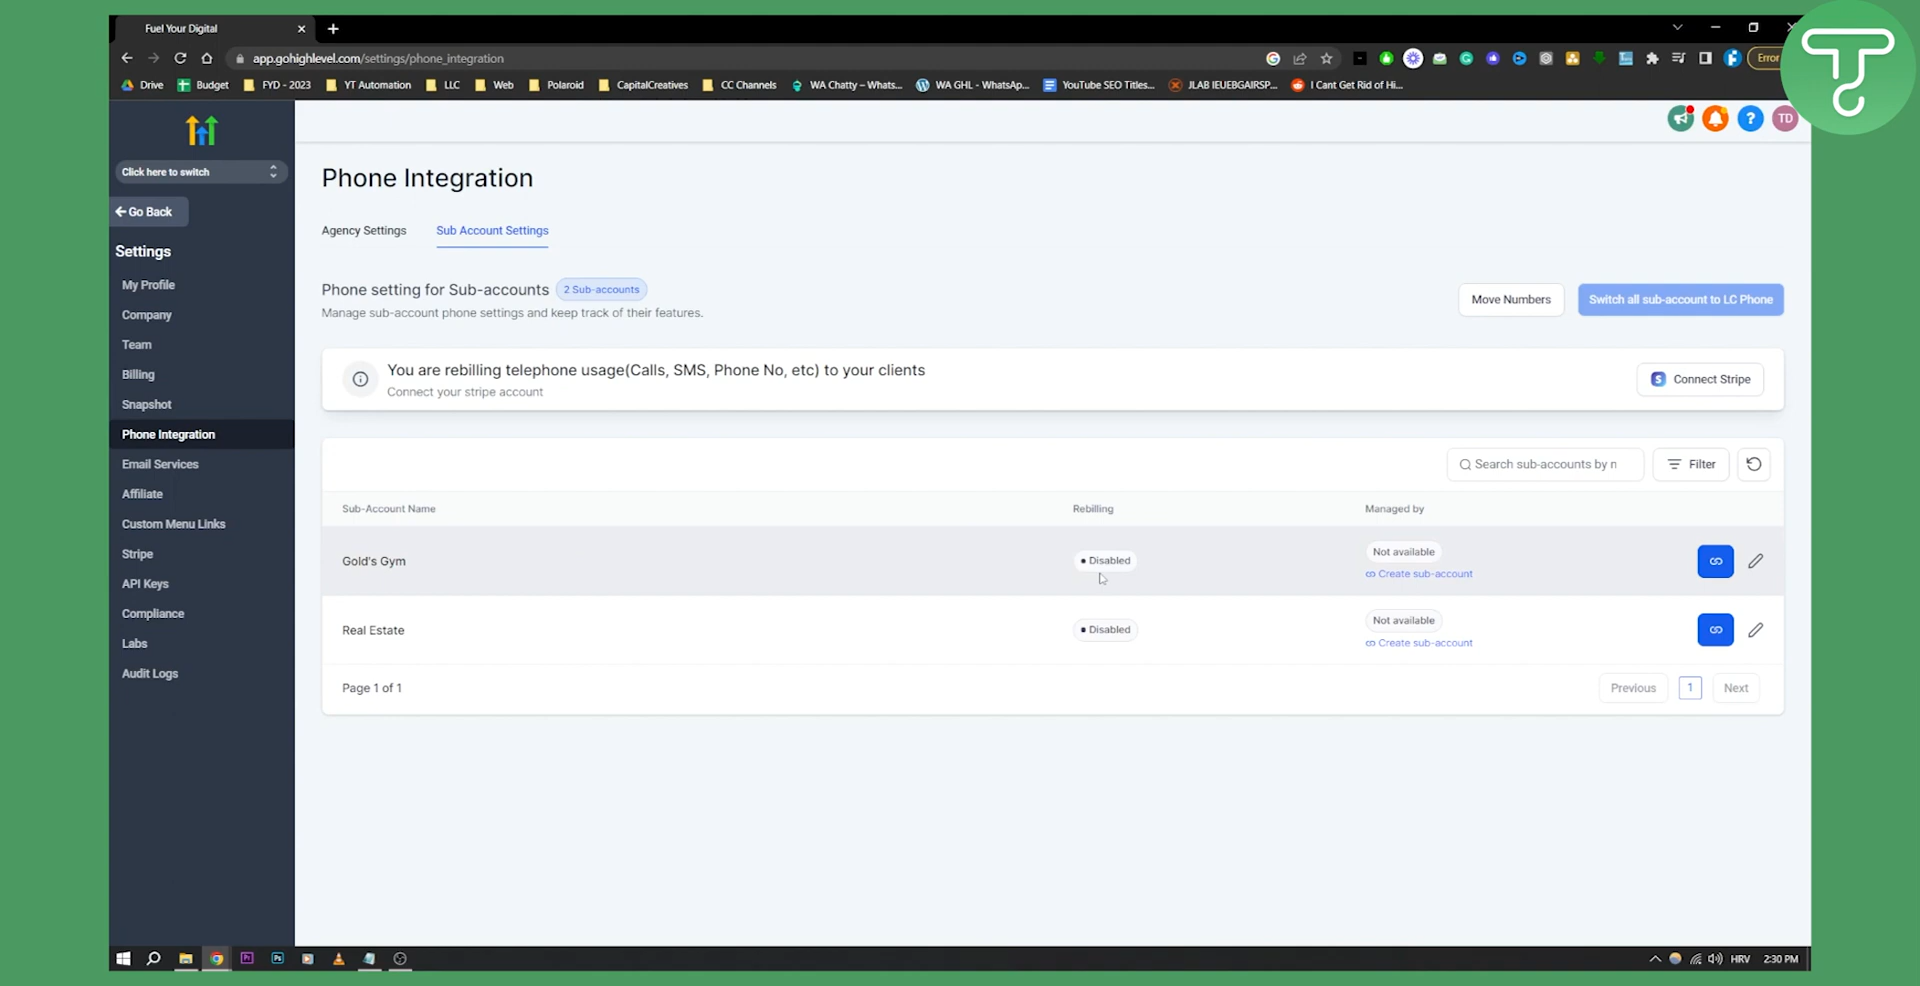 Fuel Your Digital
app.gohighlevel.com/settings/phone_integration
Error
Drive
Budget
FYD - 2023
YT Automation
LLC
Web
Polaroid
CapitalCreatives
CC Channels
WA Chatty – Whats...
WA GHL - WhatsAp...
YouTube SEO Titles...
JLAB IEUEBGAIRSP...
I Cant Get Rid of Hi...
TD
Click here to switch
Go Back
Settings
My Profile
Company
Team
Billing
Snapshot
Phone Integration
Email Services
Affiliate
Custom Menu Links
Stripe
API Keys
Compliance
Labs
Audit Logs
Phone Integration
Agency Settings
Sub Account Settings
Phone setting for Sub-accounts
2 Sub-accounts
Manage sub-account phone settings and keep track of their features.
Move Numbers
Switch all sub-account to LC Phone
You are rebilling telephone usage(Calls, SMS, Phone No, etc) to your clients
Connect your stripe account
S
Connect Stripe
Search sub-accounts by n
Filter
Sub-Account Name
Rebilling
Managed by
Gold's Gym
Disabled
Not available
Create sub-account
Real Estate
Disabled
Not available
Create sub-account
Page 1 of 1
Previous
1
Next
Pr
Ps
HRV
2:30 PM